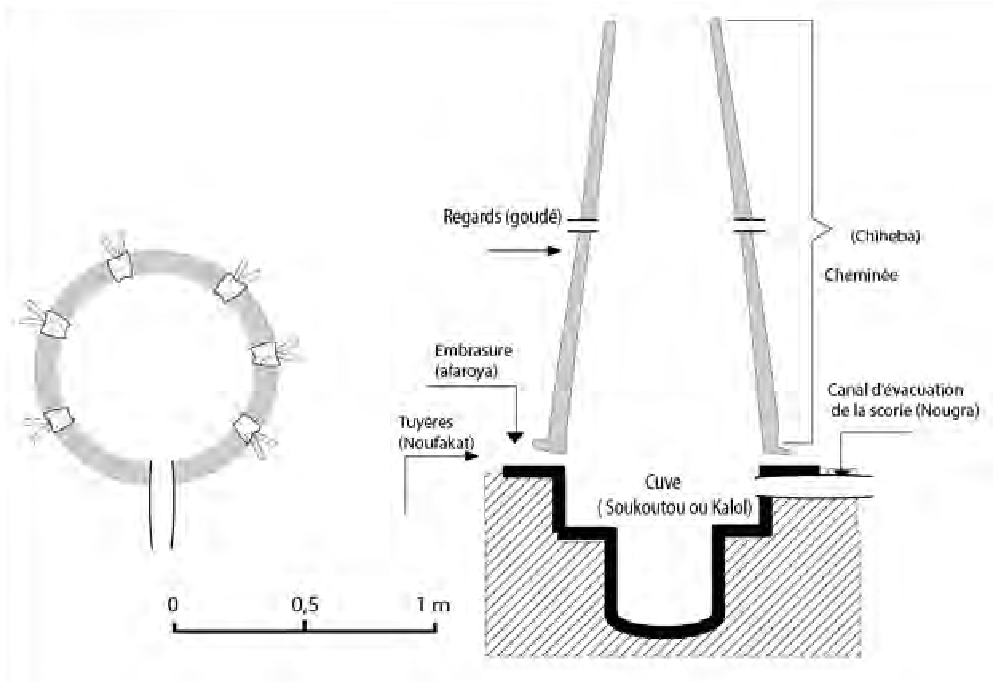 Regards (goudé)
(Chiheba)
Cheminée
Embrasure
(afaroya)
Canal d'évacuation
de la scorie (Nougra)
Tuyéres
(Noufakat)
Cuve
( Soukoutou ou Kalol)
0 0,5 1 m